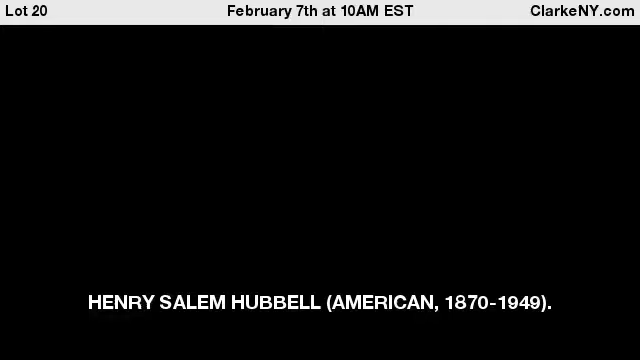 Lot 20 February 7th at 10AM EST ClarkeNY.com
HENRY SALEM HUBBELL (AMERICAN, 1870-1949).